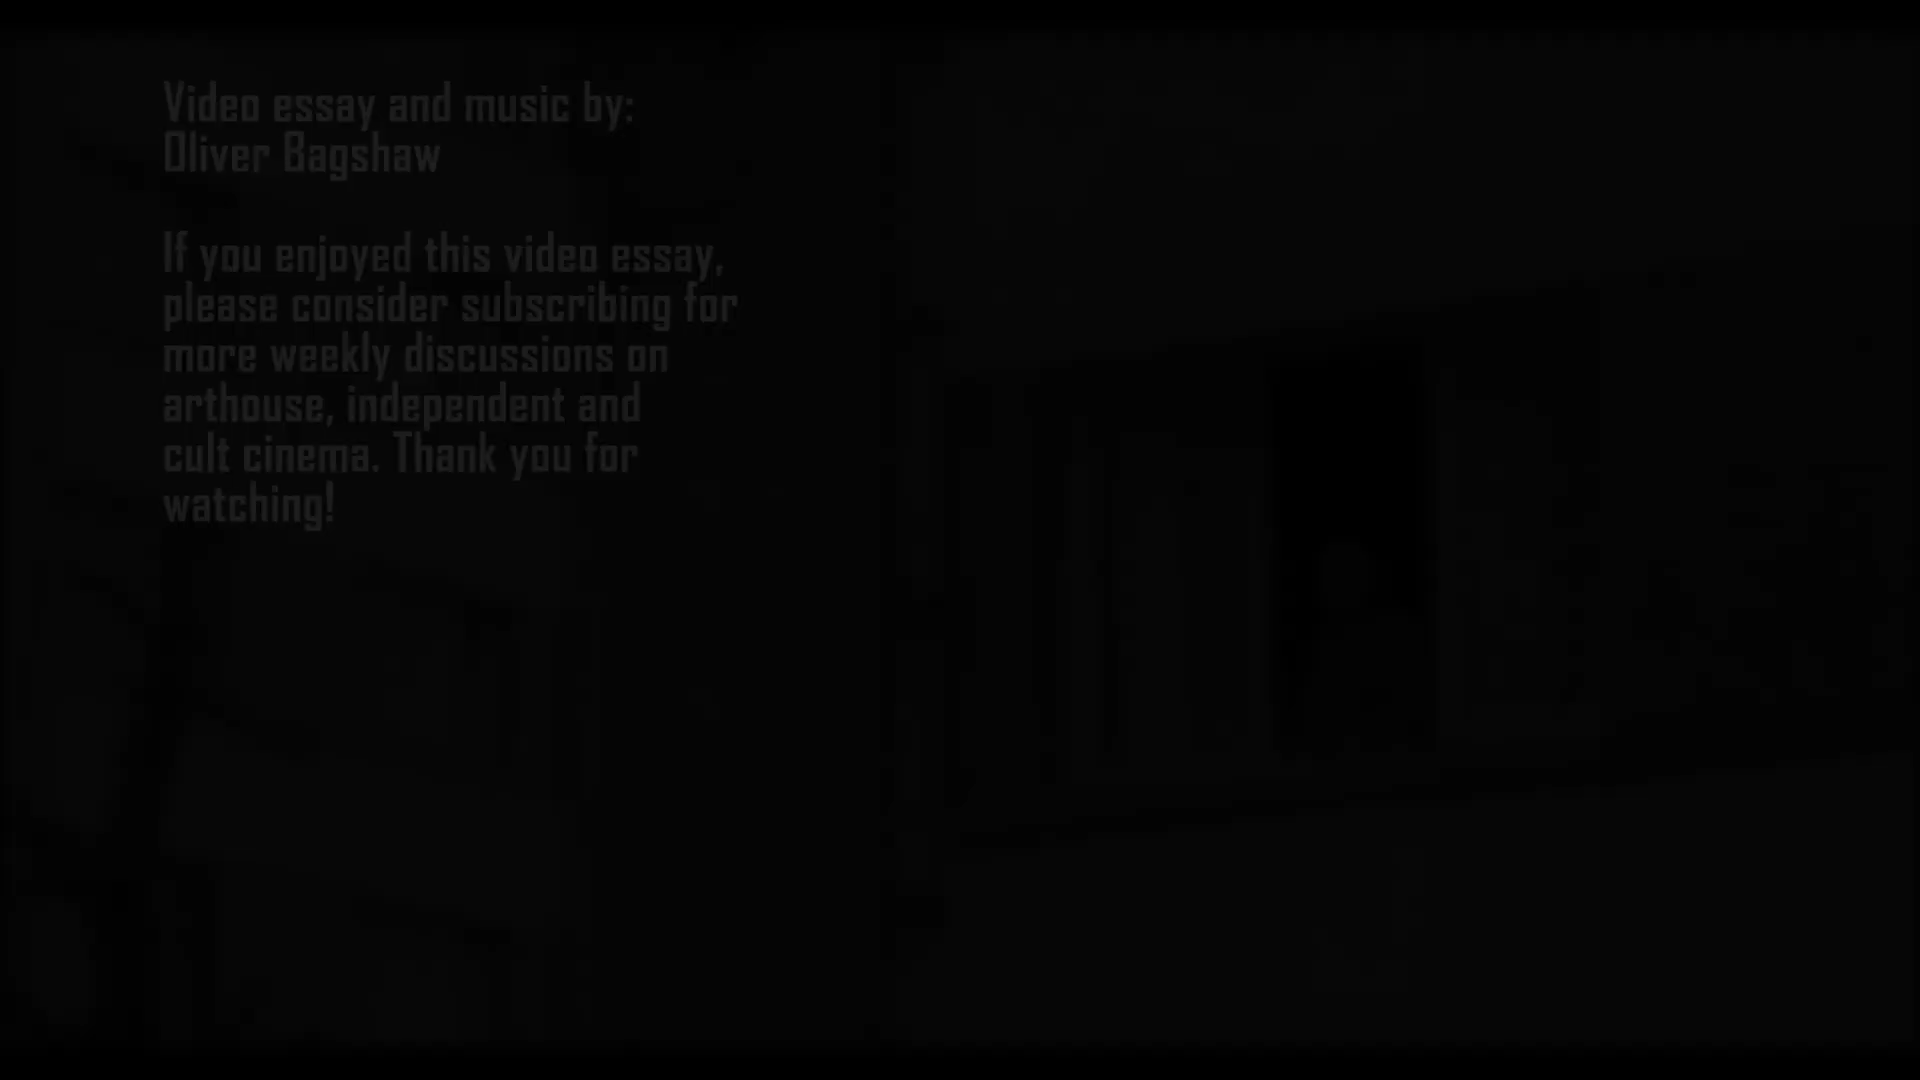 Video essay and music by:
Oliver Bagshaw
If you enjoyed this video essay,
please consider subscribing for
more weekly discussions on
arthouse, independent and
cult cinema. Thank you for
watching!